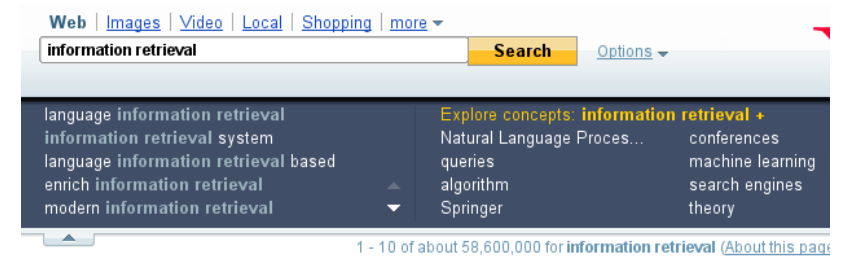 Web | Images | Video | Local | Shopping | more
information retrieval Search Options
language information retrieval
information retrieval system
language information retrieval based
enrich information retrieval
modern information retrieval
Explore concepts: information retrieval +
Natural Language Proces... conferences
queries machine learning
algorithm search engines
Springer theory
1 - 10 of about 58,600,000 for information retrieval (About this page